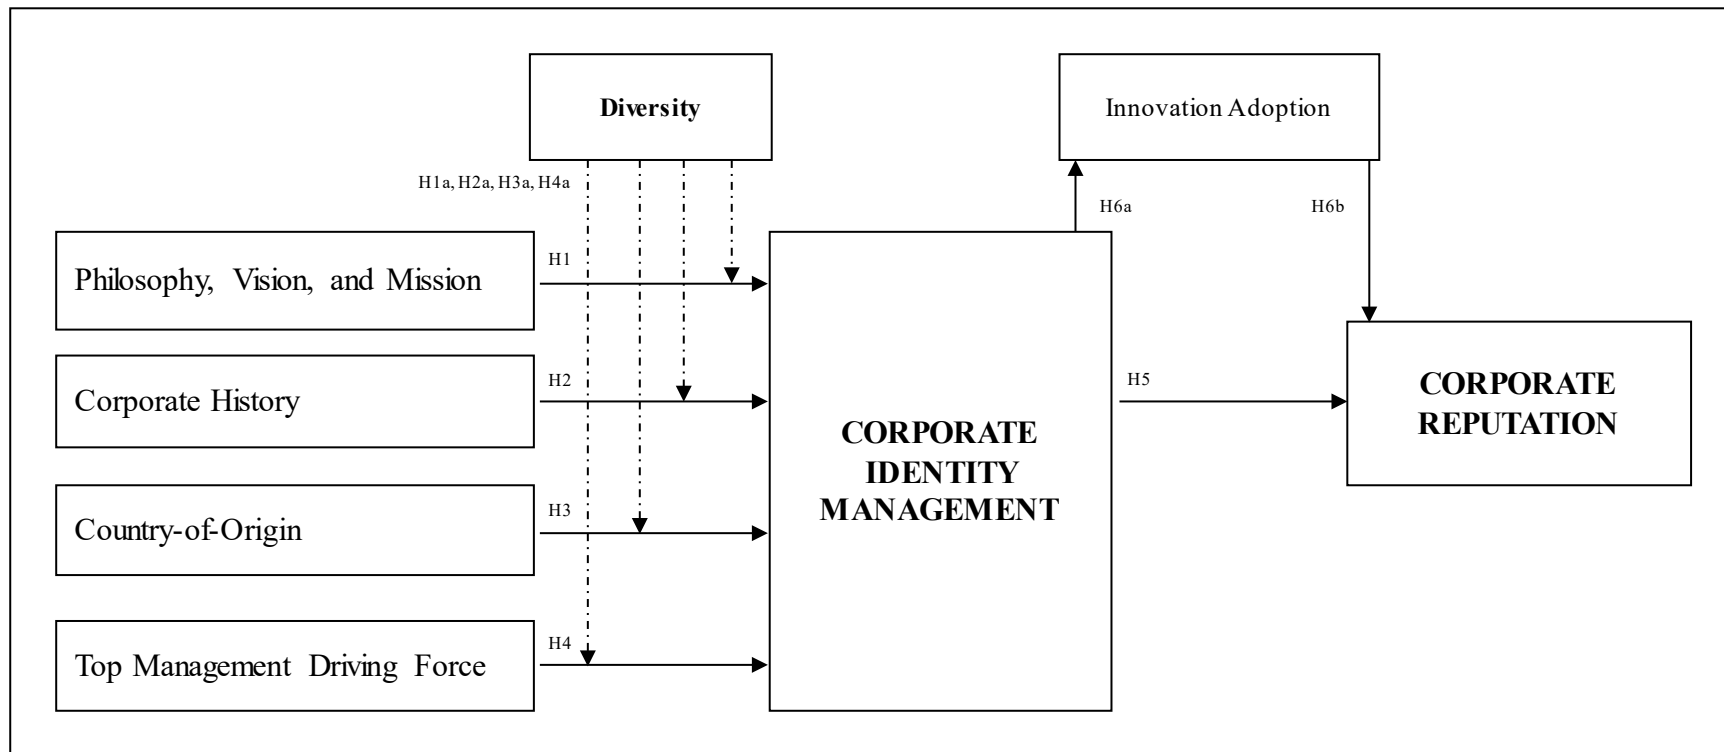 Diversity
Innovation Adoption
H1a, H2a, H3a, H4a
H6a
H6b
Philosophy, Vision, and Mission
H1
Corporate History
H2
H5
CORPORATE
REPUTATION
CORPORATE
IDENTITY
MANAGEMENT
Country-of-Origin
H3
Top Management Driving Force
H4